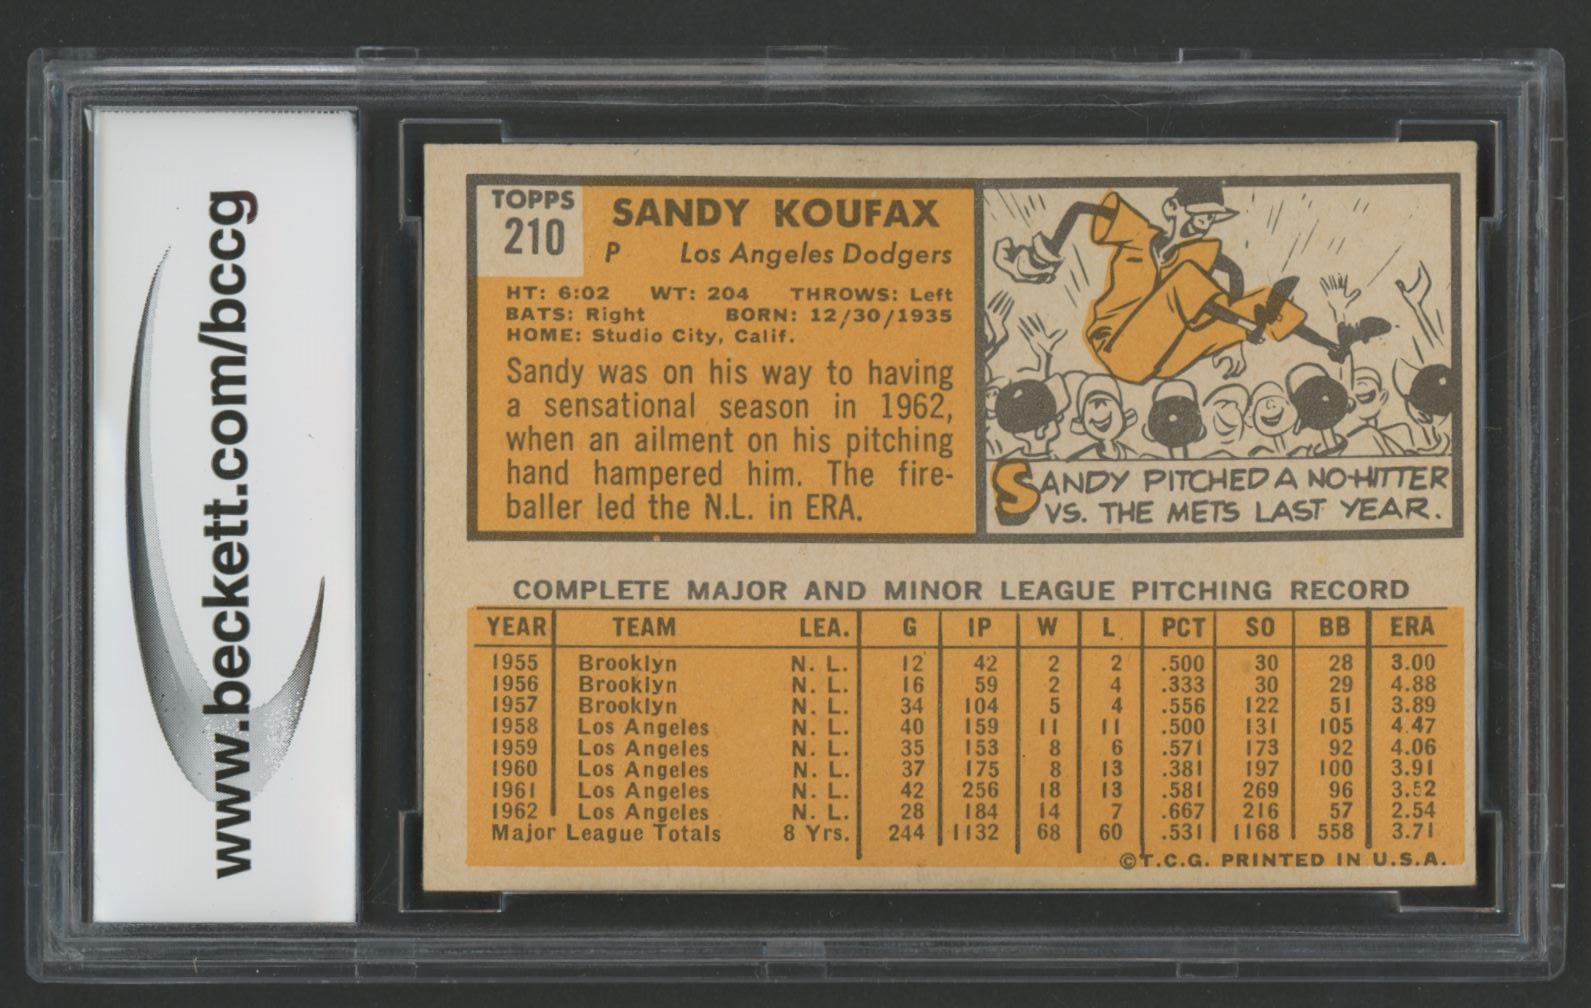 www.beckett.com/bccg
TOPPS
210
SANDY KOUFAX
P Los Angeles Dodgers
HT: 6:02 WT: 204 THROWS: Left
BATS: Right BORN: 12/30/1935
HOME: Studio City, Calif.
Sandy was on his way to having
a sensational season in 1962,
when an ailment on his pitching
hand hampered him. The fire-
baller led the N.L. in ERA.
SANDY PITCHED A NO-HITTER
VS. THE METS LAST YEAR.
COMPLETE MAJOR AND MINOR LEAGUE PITCHING RECORD
YEAR TEAM LEA. G IP W L PCT SO BB ERA
1955 Brooklyn N. L. 12 42 2 2 .500 30 28 3.00
1956 Brooklyn N. L. 16 59 2 4 .333 30 29 4.88
1957 Brooklyn N. L. 34 104 5 4 .556 122 51 3.89
1958 Los Angeles N. L. 40 159 11 11 .500 131 105 4.47
1959 Los Angeles N. L. 35 153 8 6 .571 173 92 4.06
1960 Los Angeles N. L. 37 175 8 13 .381 197 100 3.91
1961 Los Angeles N. L. 42 256 18 13 .581 269 96 3.52
1962 Los Angeles N. L. 28 184 14 7 .667 216 57 2.54
Major League Totals 8 Yrs. 244 1132 68 60 .531 1168 558 3.71
©T.C.G. PRINTED IN U.S.A.